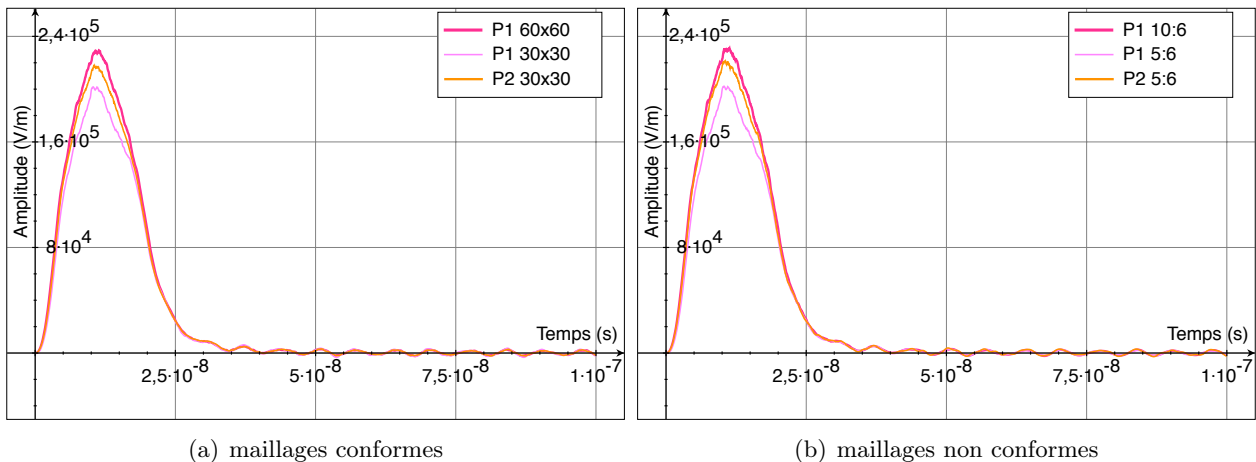 2,4·10^5
P1 60x60
P1 30x30
P2 30x30
Amplitude (V/m)
1,6·10^5
8·10^4
Temps (s)
2,5·10^-8
5·10^-8
7,5·10^-8
1·10^-7
(a) maillages conformes
2,4·10^5
P1 10:6
P1 5:6
P2 5:6
Amplitude (V/m)
1,6·10^5
8·10^4
Temps (s)
2,5·10^-8
5·10^-8
7,5·10^-8
1·10^-7
(b) maillages non conformes